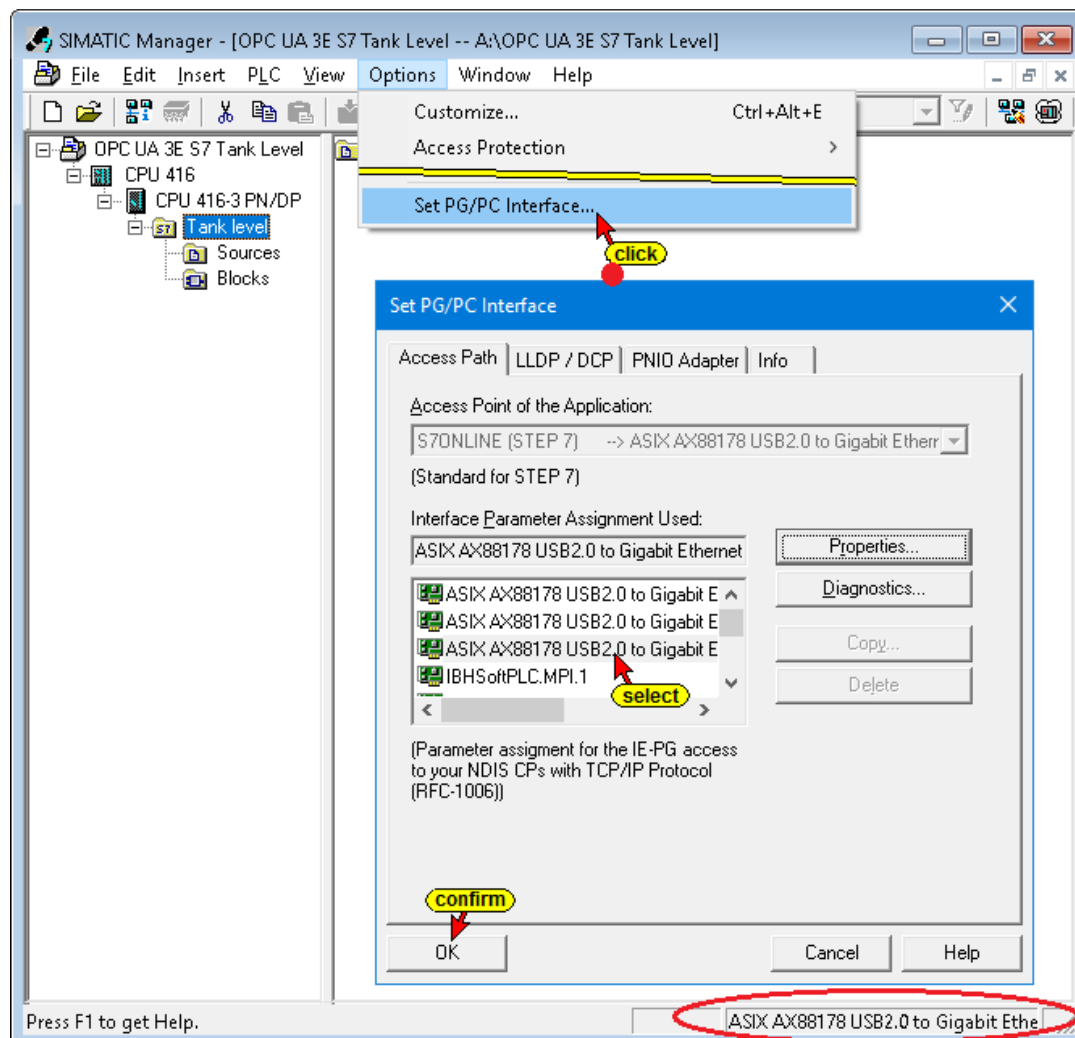 SIMATIC Manager - [OPC UA 3E S7 Tank Level -- A:\OPC UA 3E S7 Tank Level]
File Edit Insert PLC View Options Window Help
Customize... Ctrl+Alt+E
Access Protection >
Set PG/PC Interface...
click
OPC UA 3E S7 Tank Level
CPU 416
CPU 416-3 PN/DP
S7 Tank level
Sources
Blocks
Set PG/PC Interface
Access Path LLDP / DCP PNIO Adapter Info
Access Point of the Application:
S7ONLINE (STEP 7) --> ASIX AX88178 USB2.0 to Gigabit Etherr
(Standard for STEP 7)
Interface Parameter Assignment Used:
ASIX AX88178 USB2.0 to Gigabit Ethernet Properties...
ASIX AX88178 USB2.0 to Gigabit E Diagnostics...
ASIX AX88178 USB2.0 to Gigabit E
ASIX AX88178 USB2.0 to Gigabit E Copy...
IBHSoftPLC.MPI.1
select
Delete
(Parameter assigment for the IE-PG access
to your NDIS CPs with TCP/IP Protocol
(RFC-1006))
confirm
OK Cancel Help
Press F1 to get Help. ASIX AX88178 USB2.0 to Gigabit Ethe